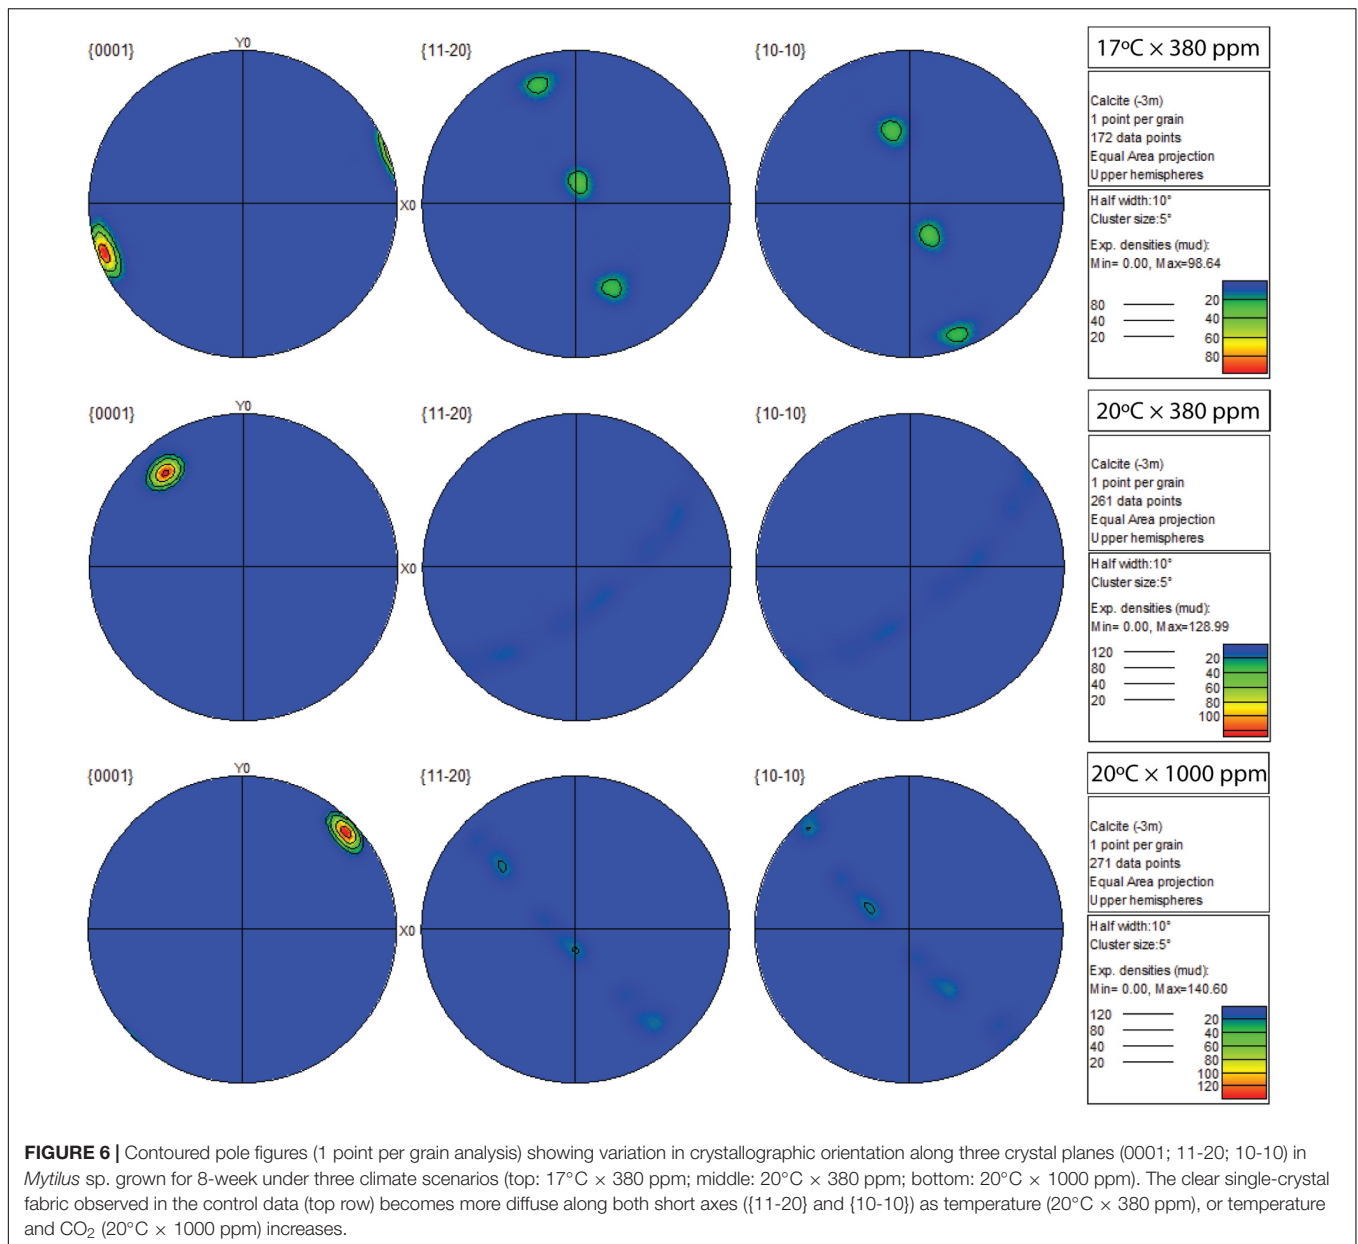 {0001}
Y0
X0
{11-20}
{10-10}
17ºC × 380 ppm
Calcite (-3m)
1 point per grain
172 data points
Equal Area projection
Upper hemispheres
Half width:10°
Cluster size:5°
Exp. densities (mud):
Min= 0.00, Max=98.64
80
40
20
20
40
60
80
{0001}
Y0
X0
{11-20}
{10-10}
20ºC × 380 ppm
Calcite (-3m)
1 point per grain
261 data points
Equal Area projection
Upper hemispheres
Half width:10°
Cluster size:5°
Exp. densities (mud):
Min= 0.00, Max=128.99
120
80
40
20
20
40
60
80
100
{0001}
Y0
X0
{11-20}
{10-10}
20ºC × 1000 ppm
Calcite (-3m)
1 point per grain
271 data points
Equal Area projection
Upper hemispheres
Half width:10°
Cluster size:5°
Exp. densities (mud):
Min= 0.00, Max=140.60
120
80
40
20
20
40
60
80
100
120
FIGURE 6 | Contoured pole figures (1 point per grain analysis) showing variation in crystallographic orientation along three crystal planes (0001; 11-20; 10-10) in
Mytilus sp. grown for 8-week under three climate scenarios (top: 17°C × 380 ppm; middle: 20°C × 380 ppm; bottom: 20°C × 1000 ppm). The clear single-crystal
fabric observed in the control data (top row) becomes more diffuse along both short axes ({11-20} and {10-10}) as temperature (20°C × 380 ppm), or temperature
and CO₂ (20°C × 1000 ppm) increases.